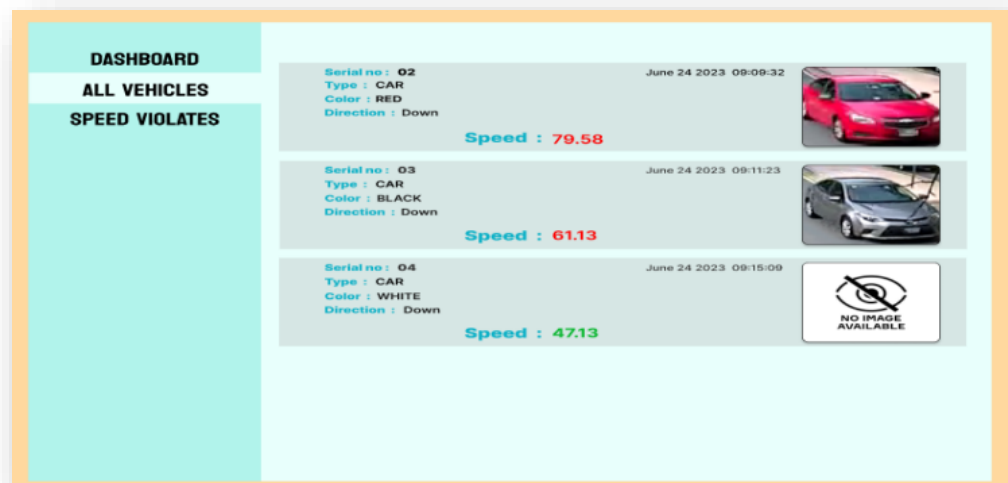 DASHBOARD
ALL VEHICLES
SPEED VIOLATES
Serial no : 02
June 24 2023 09:09:32
Type : CAR
Color : RED
Direction : Down
Speed : 79.58
Serial no : 03
June 24 2023 09:11:23
Type : CAR
Color : BLACK
Direction : Down
Speed : 61.13
Serial no : 04
June 24 2023 09:15:09
Type : CAR
Color : WHITE
Direction : Down
Speed : 47.13
NO IMAGE
AVAILABLE